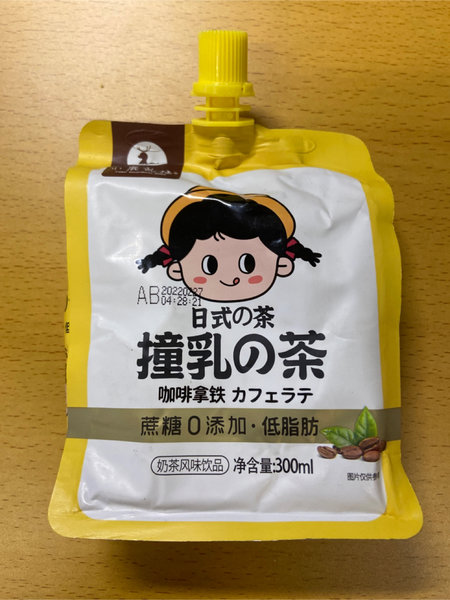 AB 20220227
04:28:21
日式の茶
撞乳の茶
咖啡拿铁 カフェラテ
蔗糖0添加·低脂肪
奶茶风味饮品 净含量:300ml
图片仅供参